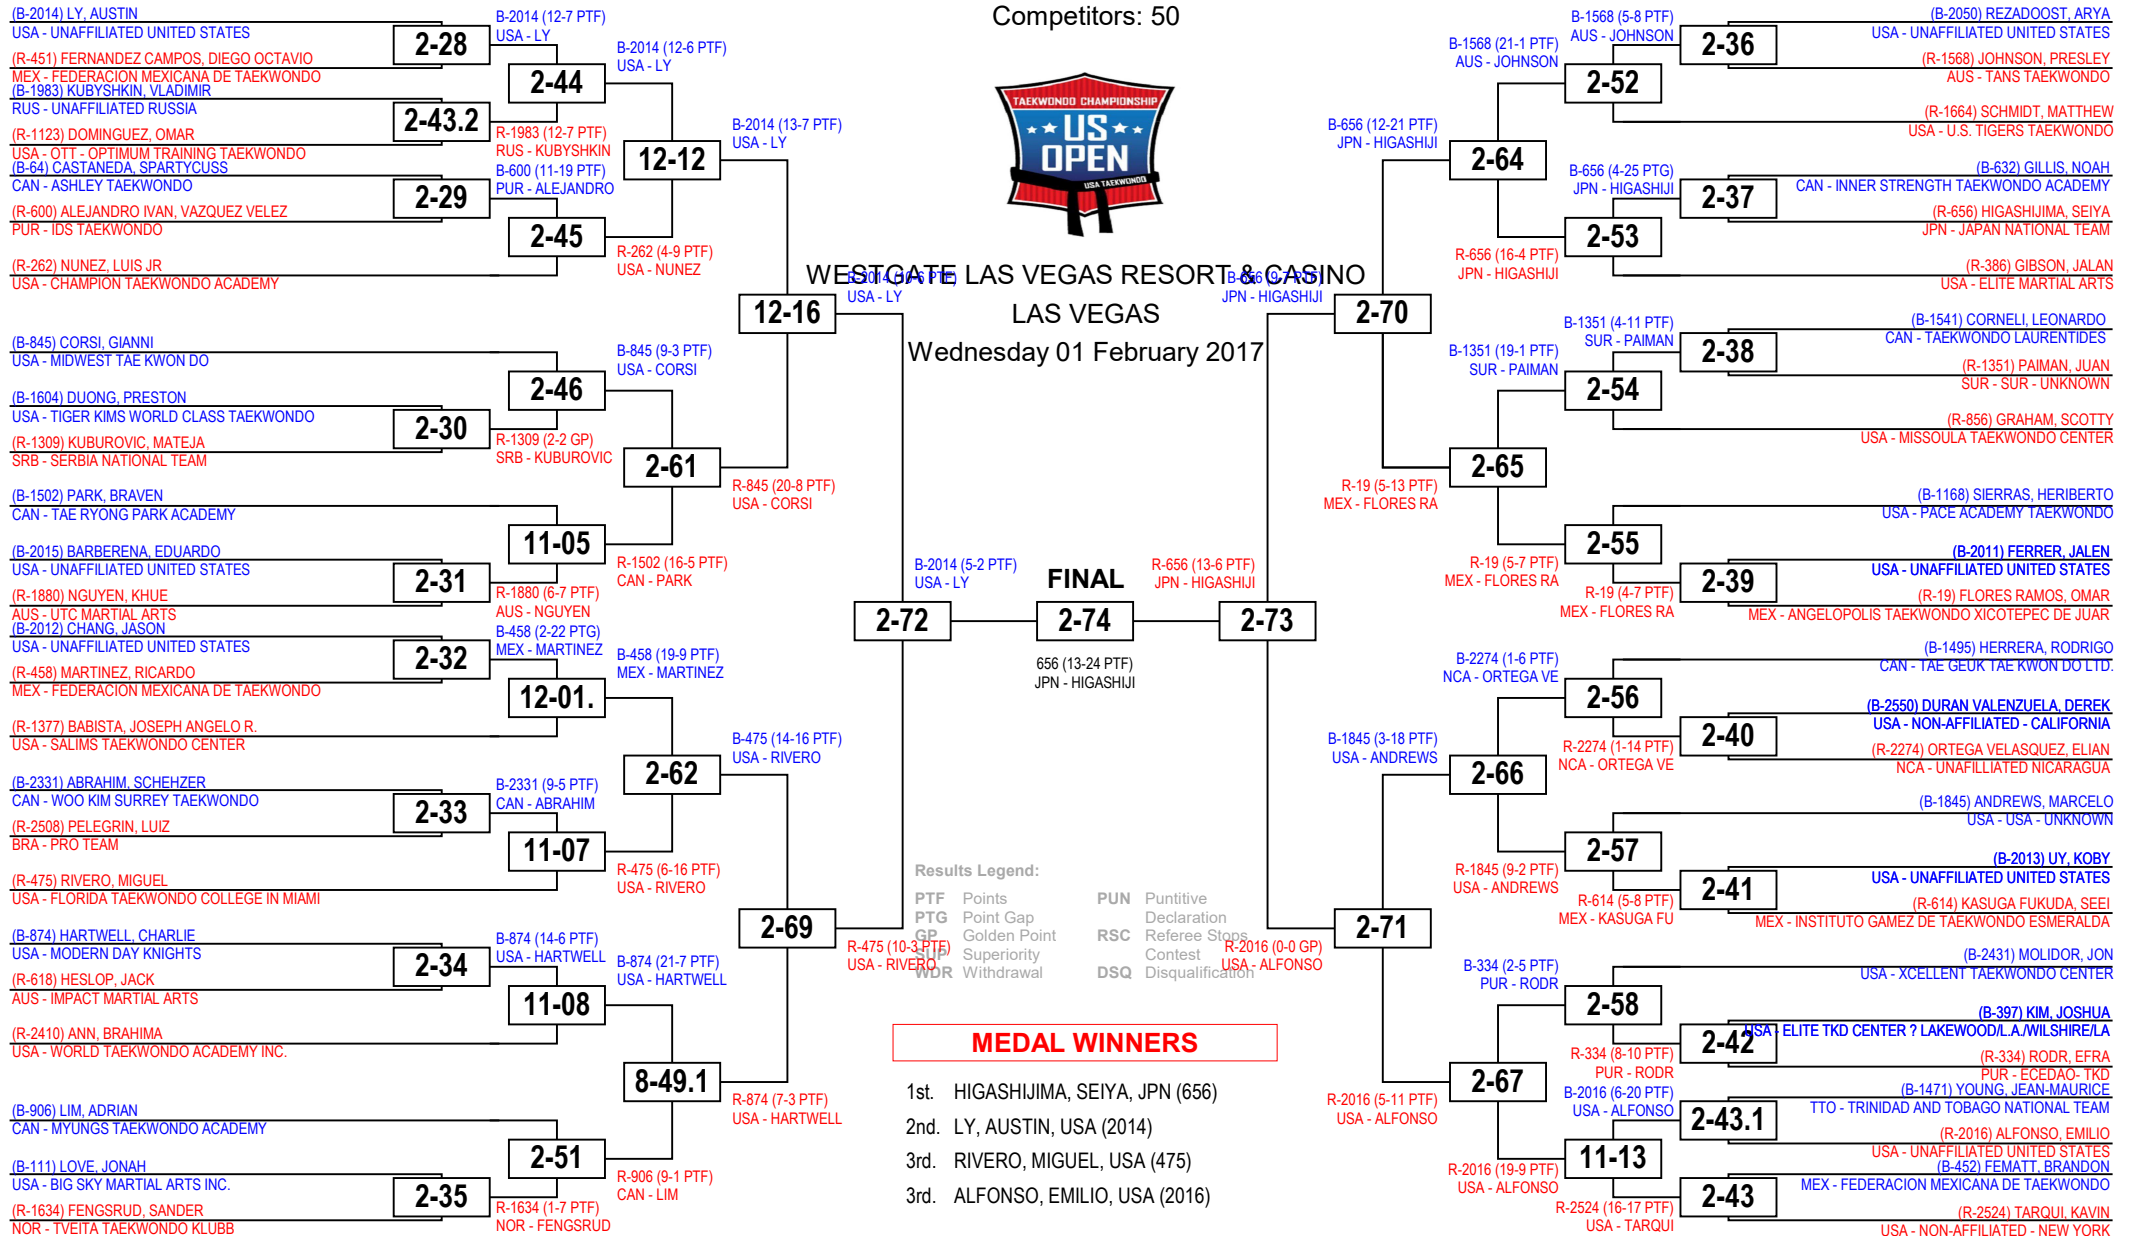 Competitors: 50
TAEKWONDO CHAMPIONSHIP
US
OPEN
USA TAEKWONDO
WESTGATE LAS VEGAS RESORT & CASINO
LAS VEGAS
Wednesday 01 February 2017
(B-2014) LY, AUSTIN
USA - UNAFFILIATED UNITED STATES
2-28
(R-451) FERNANDEZ CAMPOS, DIEGO OCTAVIO
MEX - FEDERACION MEXICANA DE TAEKWONDO
(B-1983) KUBYSHKIN, VLADIMIR
RUS - UNAFFILIATED RUSSIA
2-43.2
(R-1123) DOMINGUEZ, OMAR
USA - OTT - OPTIMUM TRAINING TAEKWONDO
(B-64) CASTANEDA, SPARTYCUSS
CAN - ASHLEY TAEKWONDO
2-29
(R-600) ALEJANDRO IVAN, VAZQUEZ VELEZ
PUR - IDS TAEKWONDO
(R-262) NUNEZ, LUIS JR
USA - CHAMPION TAEKWONDO ACADEMY
(B-845) CORSI, GIANNI
USA - MIDWEST TAE KWON DO
(B-1604) DUONG, PRESTON
USA - TIGER KIMS WORLD CLASS TAEKWONDO
2-30
(R-1309) KUBUROVIC, MATEJA
SRB - SERBIA NATIONAL TEAM
(B-1502) PARK, BRAVEN
CAN - TAE RYONG PARK ACADEMY
(B-2015) BARBERENA, EDUARDO
USA - UNAFFILIATED UNITED STATES
2-31
(R-1880) NGUYEN, KHUE
AUS - UTC MARTIAL ARTS
(B-2012) CHANG, JASON
USA - UNAFFILIATED UNITED STATES
2-32
(R-458) MARTINEZ, RICARDO
MEX - FEDERACION MEXICANA DE TAEKWONDO
(R-1377) BABISTA, JOSEPH ANGELO R.
USA - SALIMS TAEKWONDO CENTER
(B-2331) ABRAHIM, SCHEHZER
CAN - WOO KIM SURREY TAEKWONDO
2-33
(R-2508) PELEGRIN, LUIZ
BRA - PRO TEAM
(R-475) RIVERO, MIGUEL
USA - FLORIDA TAEKWONDO COLLEGE IN MIAMI
(B-874) HARTWELL, CHARLIE
USA - MODERN DAY KNIGHTS
2-34
(R-618) HESLOP, JACK
AUS - IMPACT MARTIAL ARTS
(R-2410) ANN, BRAHIMA
USA - WORLD TAEKWONDO ACADEMY INC.
(B-906) LIM, ADRIAN
CAN - MYUNGS TAEKWONDO ACADEMY
(B-111) LOVE, JONAH
USA - BIG SKY MARTIAL ARTS INC.
2-35
(R-1634) FENGSRUD, SANDER
NOR - TVEITA TAEKWONDO KLUBB
B-2014 (12-7 PTF)
USA - LY
2-44
R-1983 (12-7 PTF)
RUS - KUBYSHKIN
B-600 (11-19 PTF)
PUR - ALEJANDRO
2-45
2-46
R-1309 (2-2 GP)
SRB - KUBUROVIC
11-05
R-1880 (6-7 PTF)
AUS - NGUYEN
B-458 (2-22 PTG)
MEX - MARTINEZ
12-01.
B-2331 (9-5 PTF)
CAN - ABRAHIM
11-07
B-874 (14-6 PTF)
USA - HARTWELL
11-08
2-51
R-1634 (1-7 PTF)
NOR - FENGSRUD
B-2014 (12-6 PTF)
USA - LY
12-12
R-262 (4-9 PTF)
USA - NUNEZ
B-845 (9-3 PTF)
USA - CORSI
2-61
R-1502 (16-5 PTF)
CAN - PARK
B-458 (19-9 PTF)
MEX - MARTINEZ
2-62
R-475 (6-16 PTF)
USA - RIVERO
B-874 (21-7 PTF)
USA - HARTWELL
8-49.1
R-906 (9-1 PTF)
CAN - LIM
B-2014 (13-7 PTF)
USA - LY
12-16
R-845 (20-8 PTF)
USA - CORSI
B-475 (14-16 PTF)
USA - RIVERO
2-69
R-874 (7-3 PTF)
USA - HARTWELL
B-2014 (10-6 PTF)
USA - LY
2-72
R-475 (10-3 PTF)
USA - RIVERO
B-2014 (5-2 PTF)
USA - LY
FINAL
2-74
656 (13-24 PTF)
JPN - HIGASHIJI
R-656 (13-6 PTF)
JPN - HIGASHIJI
B-656 (9-7 PTF)
JPN - HIGASHIJI
2-73
R-2016 (0-0 GP)
USA - ALFONSO
B-656 (12-21 PTF)
JPN - HIGASHIJI
2-70
R-19 (5-13 PTF)
MEX - FLORES RA
B-1845 (3-18 PTF)
USA - ANDREWS
2-71
R-2016 (5-11 PTF)
USA - ALFONSO
B-1568 (21-1 PTF)
AUS - JOHNSON
2-64
R-656 (16-4 PTF)
JPN - HIGASHIJI
B-1351 (19-1 PTF)
SUR - PAIMAN
2-65
R-19 (5-7 PTF)
MEX - FLORES RA
B-2274 (1-6 PTF)
NCA - ORTEGA VE
2-66
R-1845 (9-2 PTF)
USA - ANDREWS
B-334 (2-5 PTF)
PUR - RODR
2-67
R-2016 (19-9 PTF)
USA - ALFONSO
B-1568 (5-8 PTF)
AUS - JOHNSON
2-52
B-656 (4-25 PTG)
JPN - HIGASHIJI
2-53
B-1351 (4-11 PTF)
SUR - PAIMAN
2-54
2-55
R-19 (4-7 PTF)
MEX - FLORES RA
2-56
R-2274 (1-14 PTF)
NCA - ORTEGA VE
2-57
R-614 (5-8 PTF)
MEX - KASUGA FU
2-58
R-334 (8-10 PTF)
PUR - RODR
B-2016 (6-20 PTF)
USA - ALFONSO
11-13
R-2524 (16-17 PTF)
USA - TARQUI
(B-2050) REZADOOST, ARYA
USA - UNAFFILIATED UNITED STATES
2-36
(R-1568) JOHNSON, PRESLEY
AUS - TANS TAEKWONDO
(R-1664) SCHMIDT, MATTHEW
USA - U.S. TIGERS TAEKWONDO
(B-632) GILLIS, NOAH
CAN - INNER STRENGTH TAEKWONDO ACADEMY
2-37
(R-656) HIGASHIJIMA, SEIYA
JPN - JAPAN NATIONAL TEAM
(R-386) GIBSON, JALAN
USA - ELITE MARTIAL ARTS
(B-1541) CORNELI, LEONARDO
CAN - TAEKWONDO LAURENTIDES
2-38
(R-1351) PAIMAN, JUAN
SUR - SUR - UNKNOWN
(R-856) GRAHAM, SCOTTY
USA - MISSOULA TAEKWONDO CENTER
(B-1168) SIERRAS, HERIBERTO
USA - PACE ACADEMY TAEKWONDO
(B-2011) FERRER, JALEN
USA - UNAFFILIATED UNITED STATES
2-39
(R-19) FLORES RAMOS, OMAR
MEX - ANGELOPOLIS TAEKWONDO XICOTEPEC DE JUAR
(B-1495) HERRERA, RODRIGO
CAN - TAE GEUK TAE KWON DO LTD.
(B-2550) DURAN VALENZUELA, DEREK
USA - NON-AFFILIATED - CALIFORNIA
2-40
(R-2274) ORTEGA VELASQUEZ, ELIAN
NCA - UNAFILLIATED NICARAGUA
(B-1845) ANDREWS, MARCELO
USA - USA - UNKNOWN
(B-2013) UY, KOBY
USA - UNAFFILIATED UNITED STATES
2-41
(R-614) KASUGA FUKUDA, SEEI
MEX - INSTITUTO GAMEZ DE TAEKWONDO ESMERALDA
(B-2431) MOLIDOR, JON
USA - XCELLENT TAEKWONDO CENTER
(B-397) KIM, JOSHUA
USA - ELITE TKD CENTER ? LAKEWOOD/L.A./WILSHIRE/LA
2-42
(R-334) RODR, EFRA
PUR - ECEDAO- TKD
(B-1471) YOUNG, JEAN-MAURICE
TTO - TRINIDAD AND TOBAGO NATIONAL TEAM
2-43.1
(R-2016) ALFONSO, EMILIO
USA - UNAFFILIATED UNITED STATES
(B-452) FEMATT, BRANDON
MEX - FEDERACION MEXICANA DE TAEKWONDO
2-43
(R-2524) TARQUI, KAVIN
USA - NON-AFFILIATED - NEW YORK
Results Legend:
PTF Points
PTG Point Gap
GP Golden Point
SUP Superiority
WDR Withdrawal
PUN Puntitive
Declaration
RSC Referee Stops
Contest
DSQ Disqualification
MEDAL WINNERS
1st. HIGASHIJIMA, SEIYA, JPN (656)
2nd. LY, AUSTIN, USA (2014)
3rd. RIVERO, MIGUEL, USA (475)
3rd. ALFONSO, EMILIO, USA (2016)